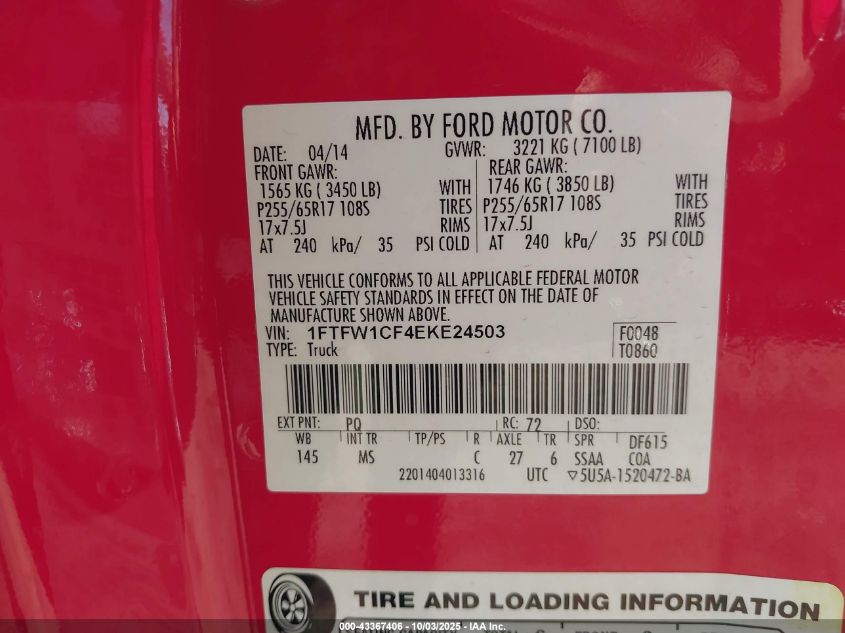 MFD. BY FORD MOTOR CO.
DATE: 04/14 GVWR: 3221 KG ( 7100 LB)
FRONT GAWR: REAR GAWR:
1565 KG ( 3450 LB) WITH 1746 KG ( 3850 LB) WITH
P255/65R17 108S TIRES P255/65R17 108S TIRES
17x7.5J RIMS 17x7.5J RIMS
AT 240 kPa/ 35 PSI COLD AT 240 kPa/ 35 PSI COLD
THIS VEHICLE CONFORMS TO ALL APPLICABLE FEDERAL MOTOR
VEHICLE SAFETY STANDARDS IN EFFECT ON THE DATE OF
MANUFACTURE SHOWN ABOVE.
VIN: 1FTFW1CF4EKE24503 F0048
TYPE: Truck T0860
EXT PNT: PQ RC: 72 DSO:
WB INT TR TP/PS R AXLE TR SPR DF615
145 MS C 27 6 SSAA COA
2201404013316 UTC ▽5U5A-1520472-BA
TIRE AND LOADING INFORMATION
000-43367406 - 10/03/2025 - IAA Inc.